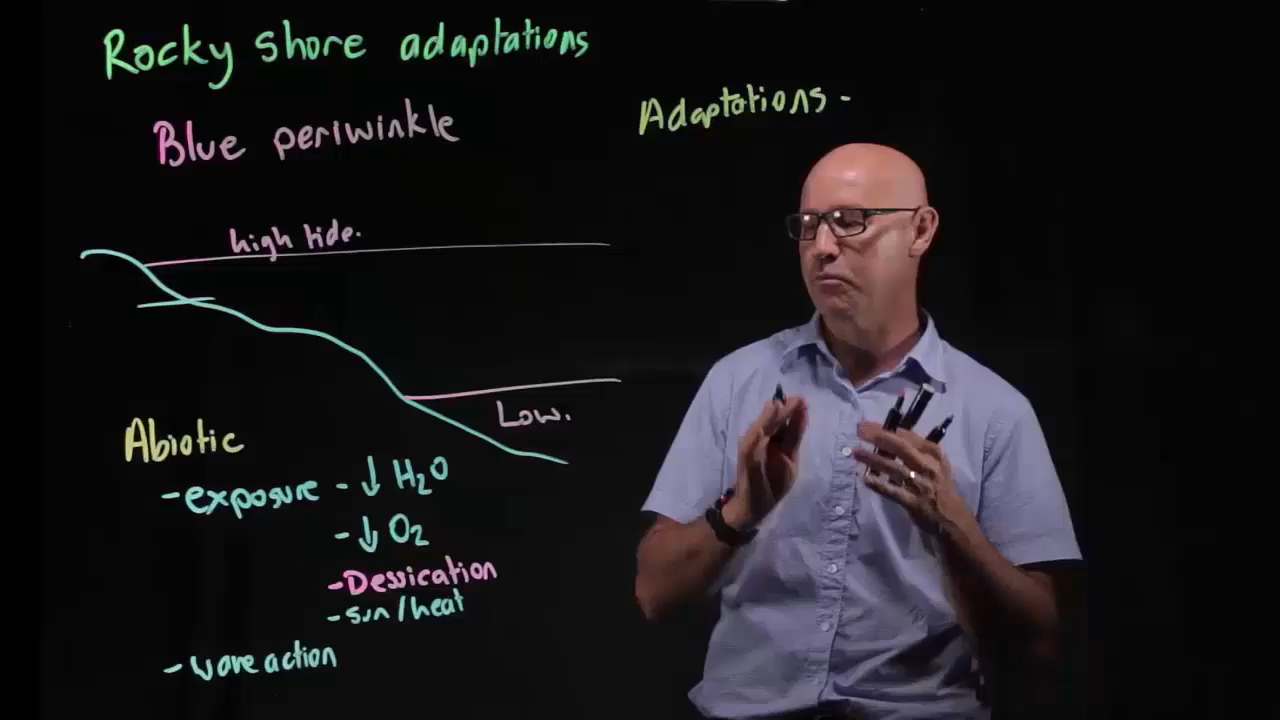 Rocky shore adaptations
Blue periwinkle
high tide.
Low.
Abiotic
- exposure - ↓ H₂O
- ↓ O₂
- Dessication
- sun/heat
- wave action
Adaptations -